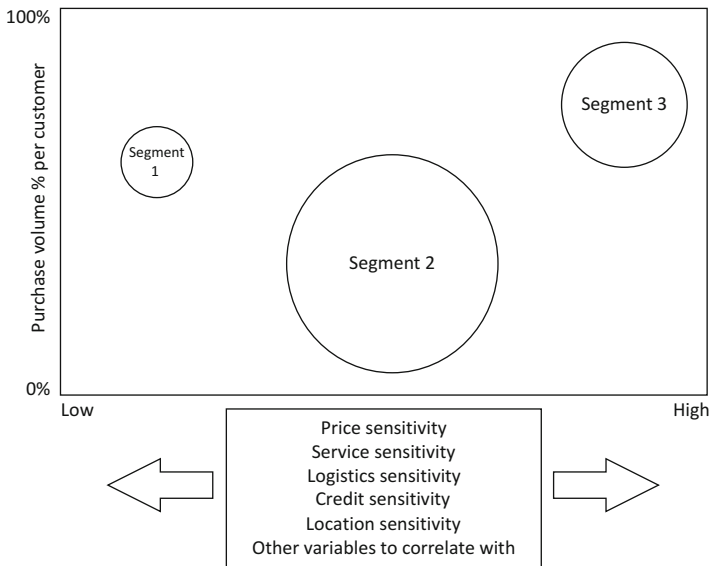 100%
Purchase volume % per customer
Segment 3
Segment
1
Segment 2
0%
Low
High
Price sensitivity
Service sensitivity
Logistics sensitivity
Credit sensitivity
Location sensitivity
Other variables to correlate with